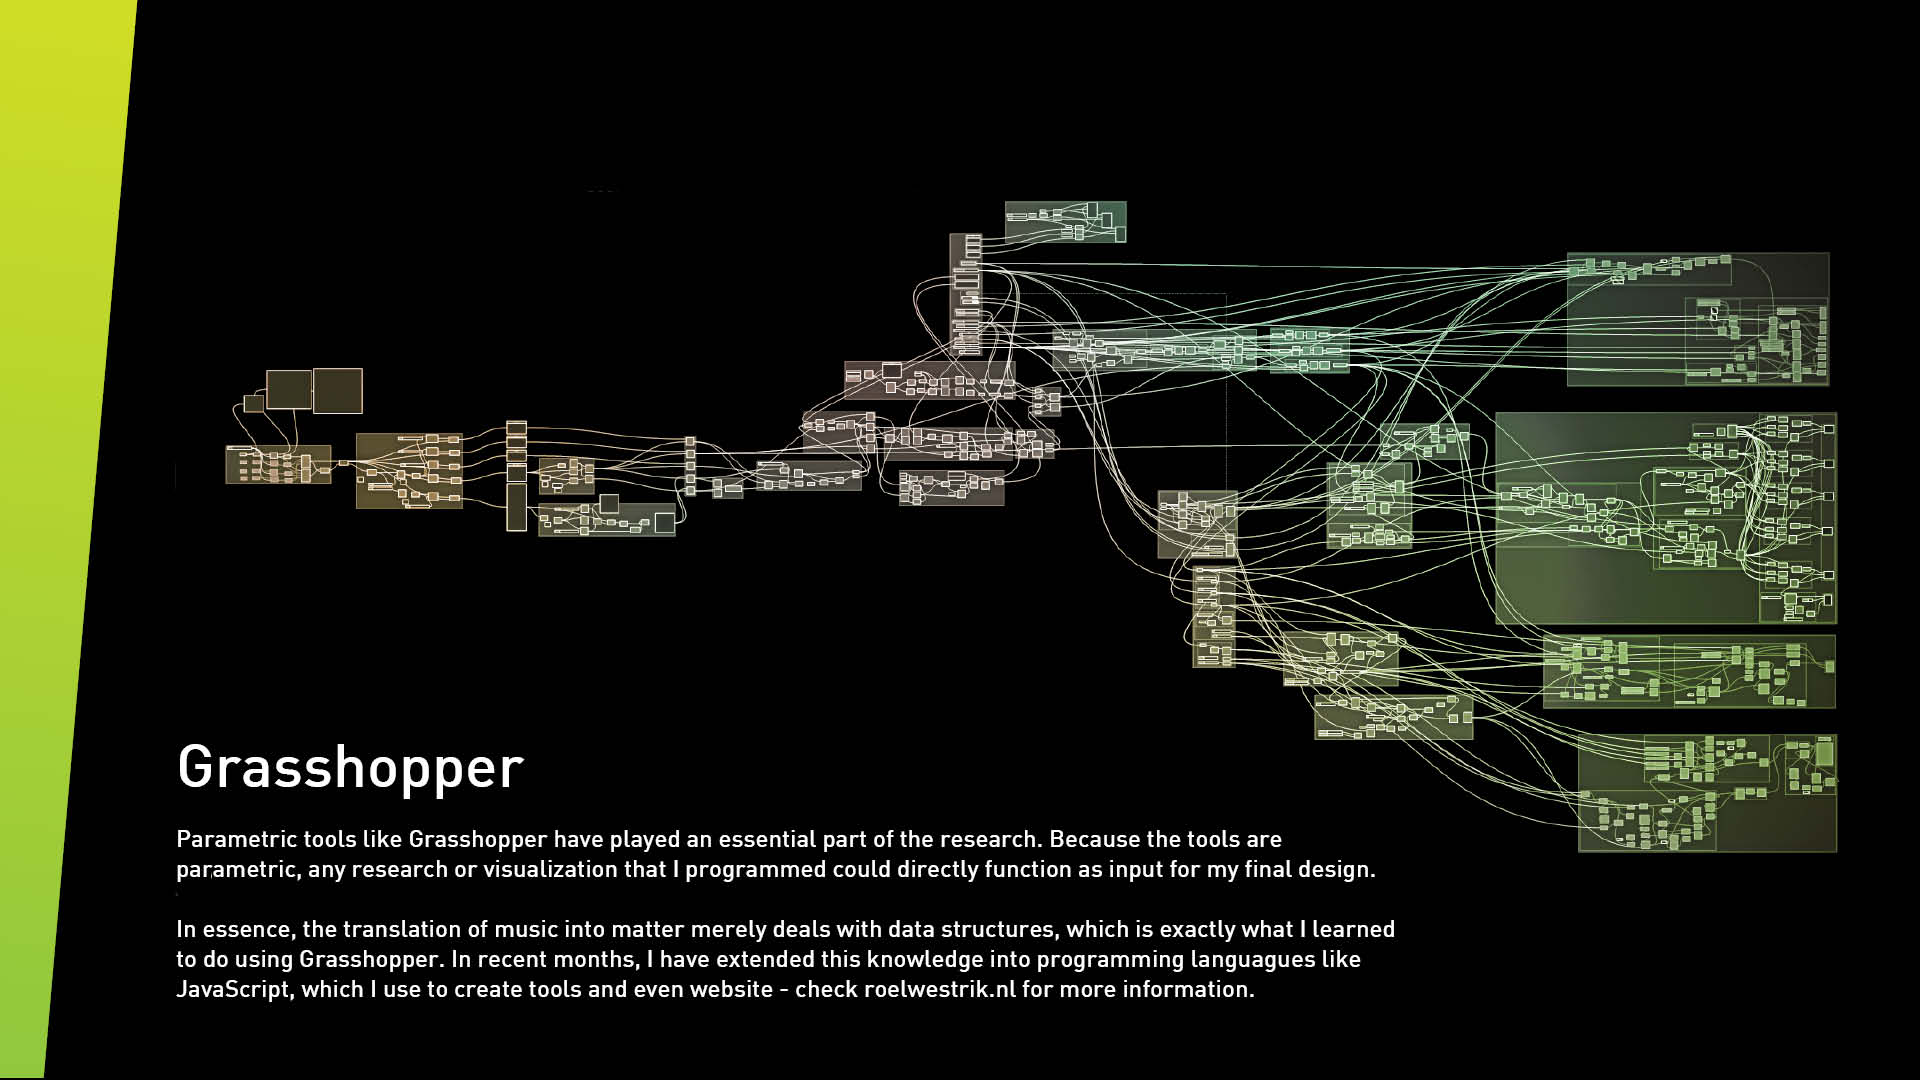 Grasshopper
Parametric tools like Grasshopper have played an essential part of the research. Because the tools are
parametric, any research or visualization that I programmed could directly function as input for my final design.
In essence, the translation of music into matter merely deals with data structures, which is exactly what I learned
to do using Grasshopper. In recent months, I have extended this knowledge into programming languagues like
JavaScript, which I use to create tools and even website - check roelwestrik.nl for more information.